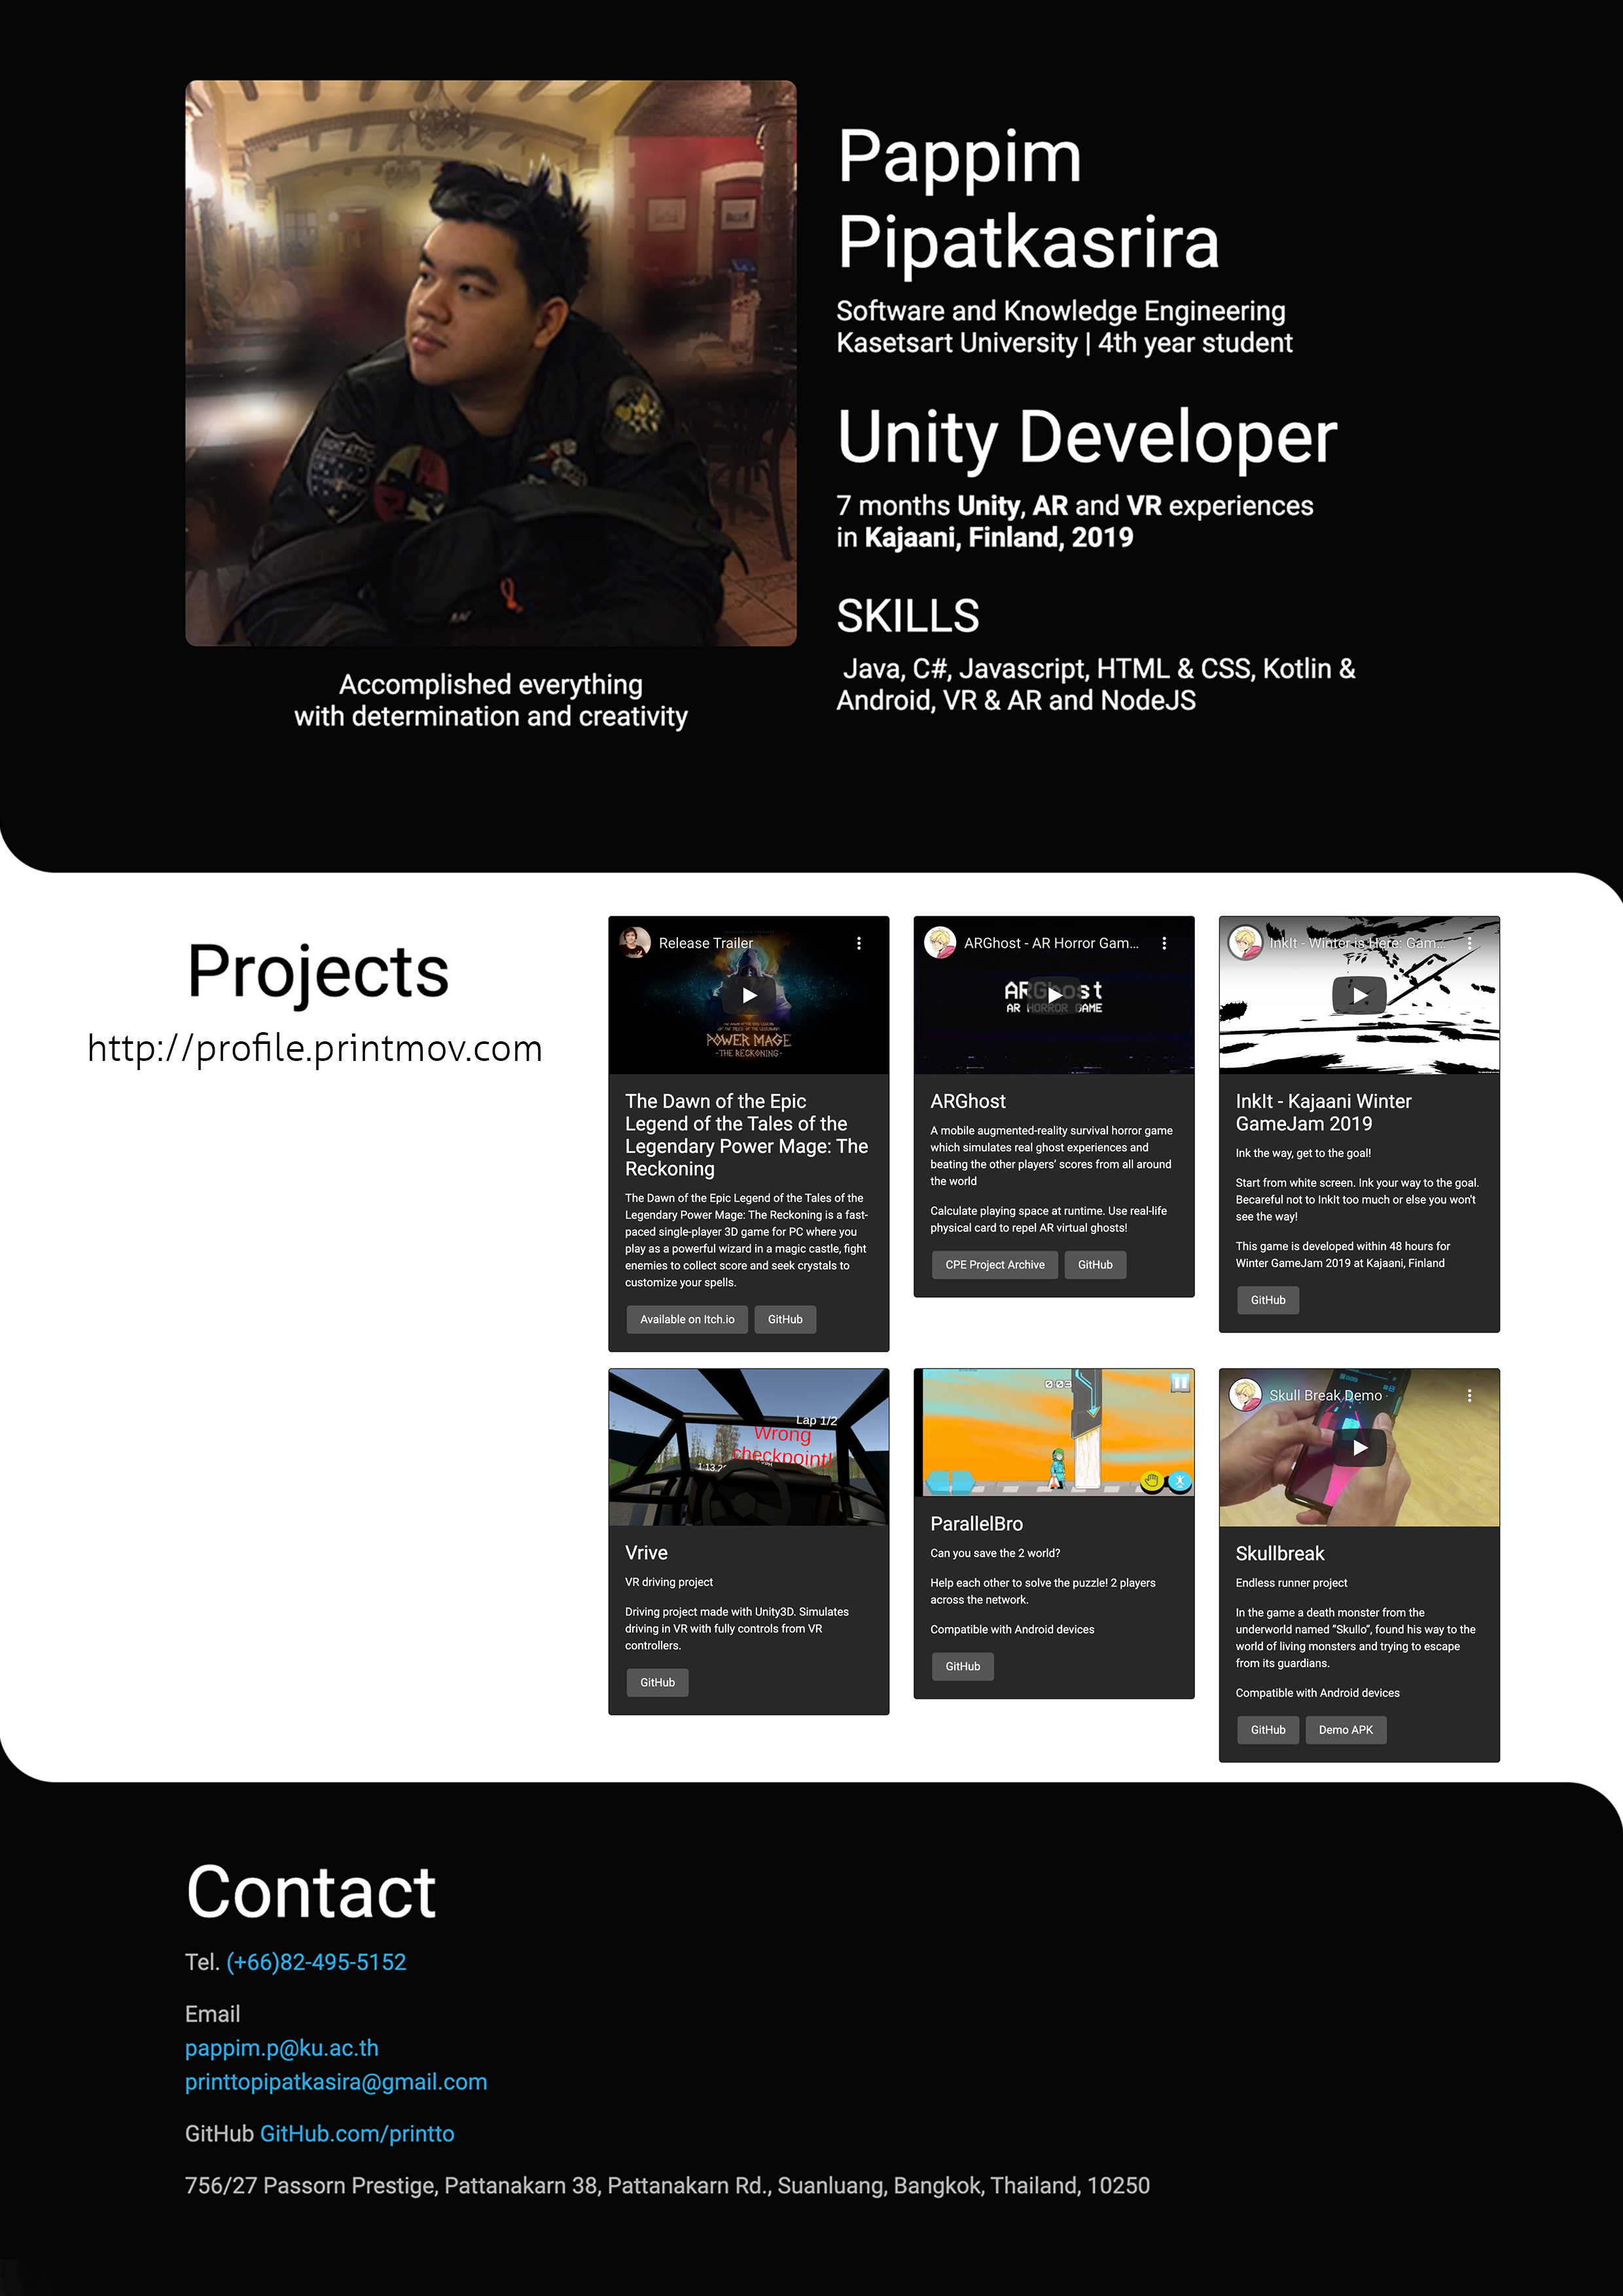 Pappim
Pipatkasrira
Software and Knowledge Engineering
Kasetsart University | 4th year student
Unity Developer
7 months Unity, AR and VR experiences
in Kajaani, Finland, 2019
SKILLS
Java, C#, Javascript, HTML & CSS, Kotlin &
Android, VR & AR and NodeJS
Accomplished everything
with determination and creativity
Projects
http://profile.printmov.com
Release Trailer
POWER MAGE
-THE RECKONING-
The Dawn of the Epic
Legend of the Tales of the
Legendary Power Mage: The
Reckoning
The Dawn of the Epic Legend of the Tales of the
Legendary Power Mage: The Reckoning is a fast-
paced single-player 3D game for PC where you
play as a powerful wizard in a magic castle, fight
enemies to collect score and seek crystals to
customize your spells.
Available on Itch.io
GitHub
ARGhost - AR Horror Gam...
ARGhost
AR HORROR GAME
ARGhost
A mobile augmented-reality survival horror game
which simulates real ghost experiences and
beating the other players' scores from all around
the world
Calculate playing space at runtime. Use real-life
physical card to repel AR virtual ghosts!
CPE Project Archive
GitHub
InkIt - Winter is Here: Gam...
InkIt - Kajaani Winter
GameJam 2019
Ink the way, get to the goal!
Start from white screen. Ink your way to the goal.
Becareful not to InkIt too much or else you won't
see the way!
This game is developed within 48 hours for
Winter GameJam 2019 at Kajaani, Finland
GitHub
Lap 1/2
Wrong
checkpoint!
Vrive
VR driving project
Driving project made with Unity3D. Simulates
driving in VR with fully controls from VR
controllers.
GitHub
0:03
ParallelBro
Can you save the 2 world?
Help each other to solve the puzzle! 2 players
across the network.
Compatible with Android devices
GitHub
Skull Break Demo
Skullbreak
Endless runner project
In the game a death monster from the
underworld named "Skullo", found his way to the
world of living monsters and trying to escape
from its guardians.
Compatible with Android devices
GitHub
Demo APK
Contact
Tel. (+66)82-495-5152
Email
pappim.p@ku.ac.th
printtopipatkasira@gmail.com
GitHub GitHub.com/printto
756/27 Passorn Prestige, Pattanakarn 38, Pattanakarn Rd., Suanluang, Bangkok, Thailand, 10250